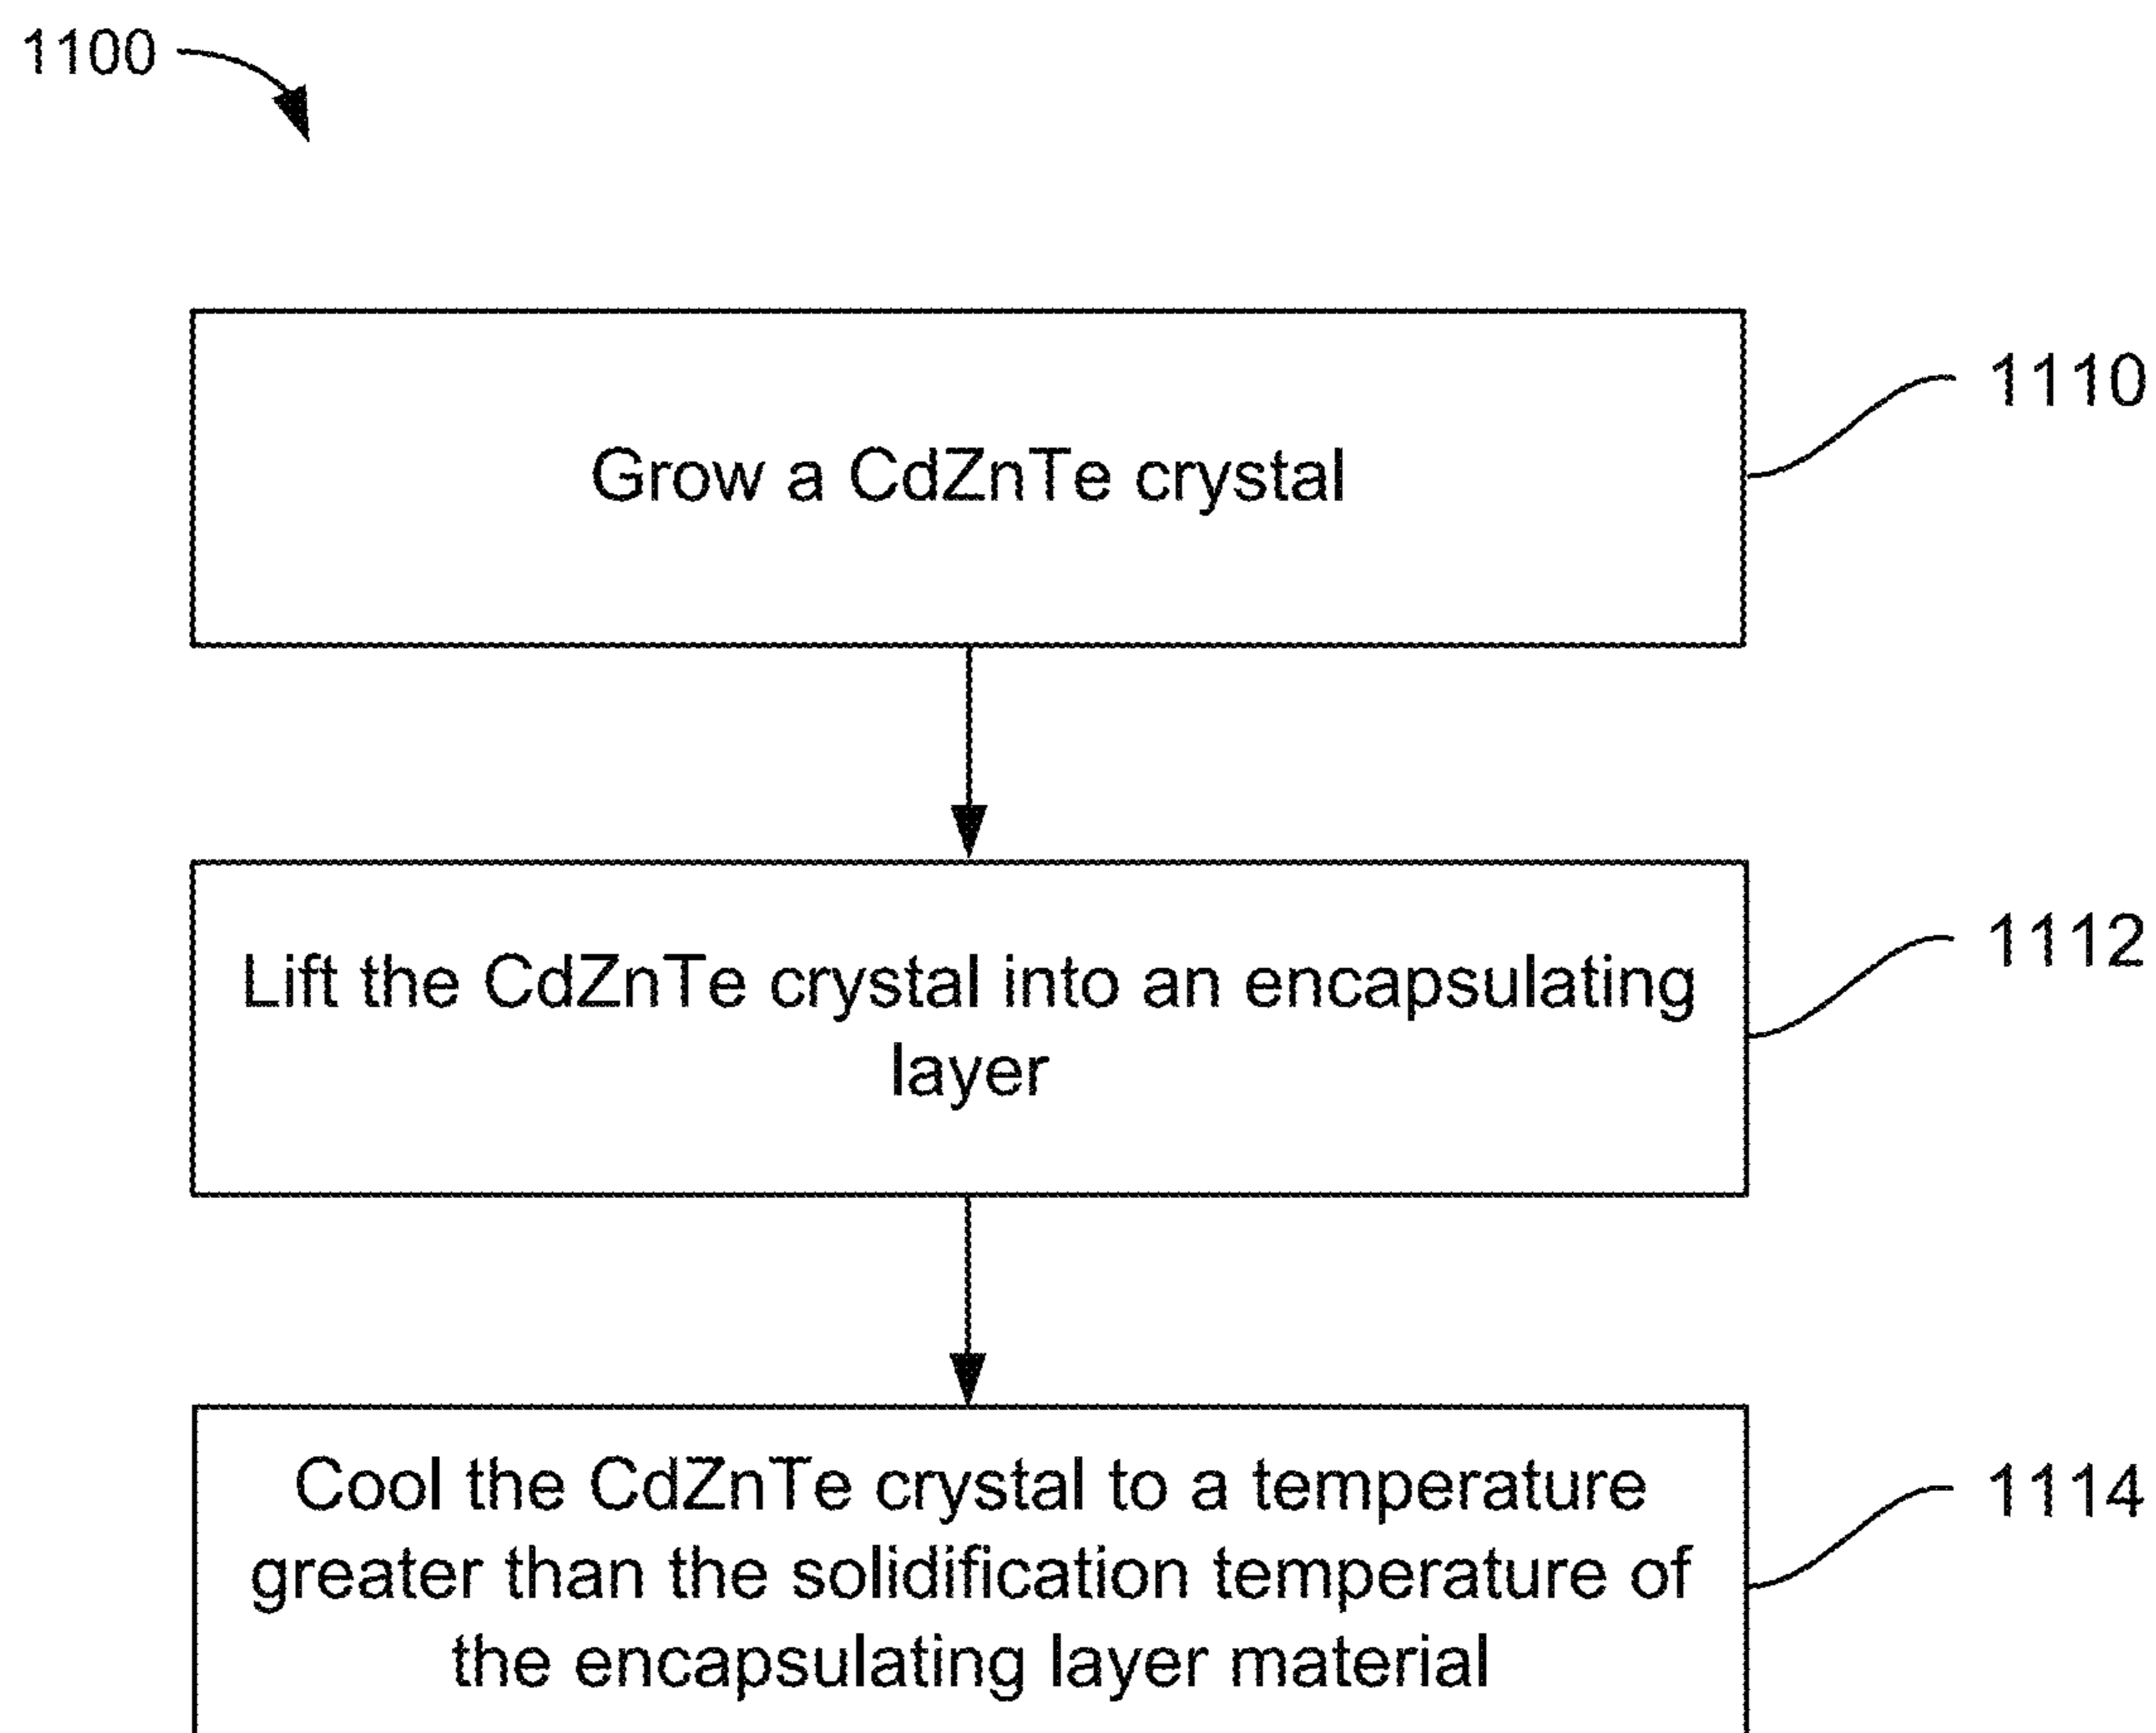 1100
Grow a CdZnTe crystal
1110
Lift the CdZnTe crystal into an encapsulating
layer
1112
Cool the CdZnTe crystal to a temperature
greater than the solidification temperature of
the encapsulating layer material
1114